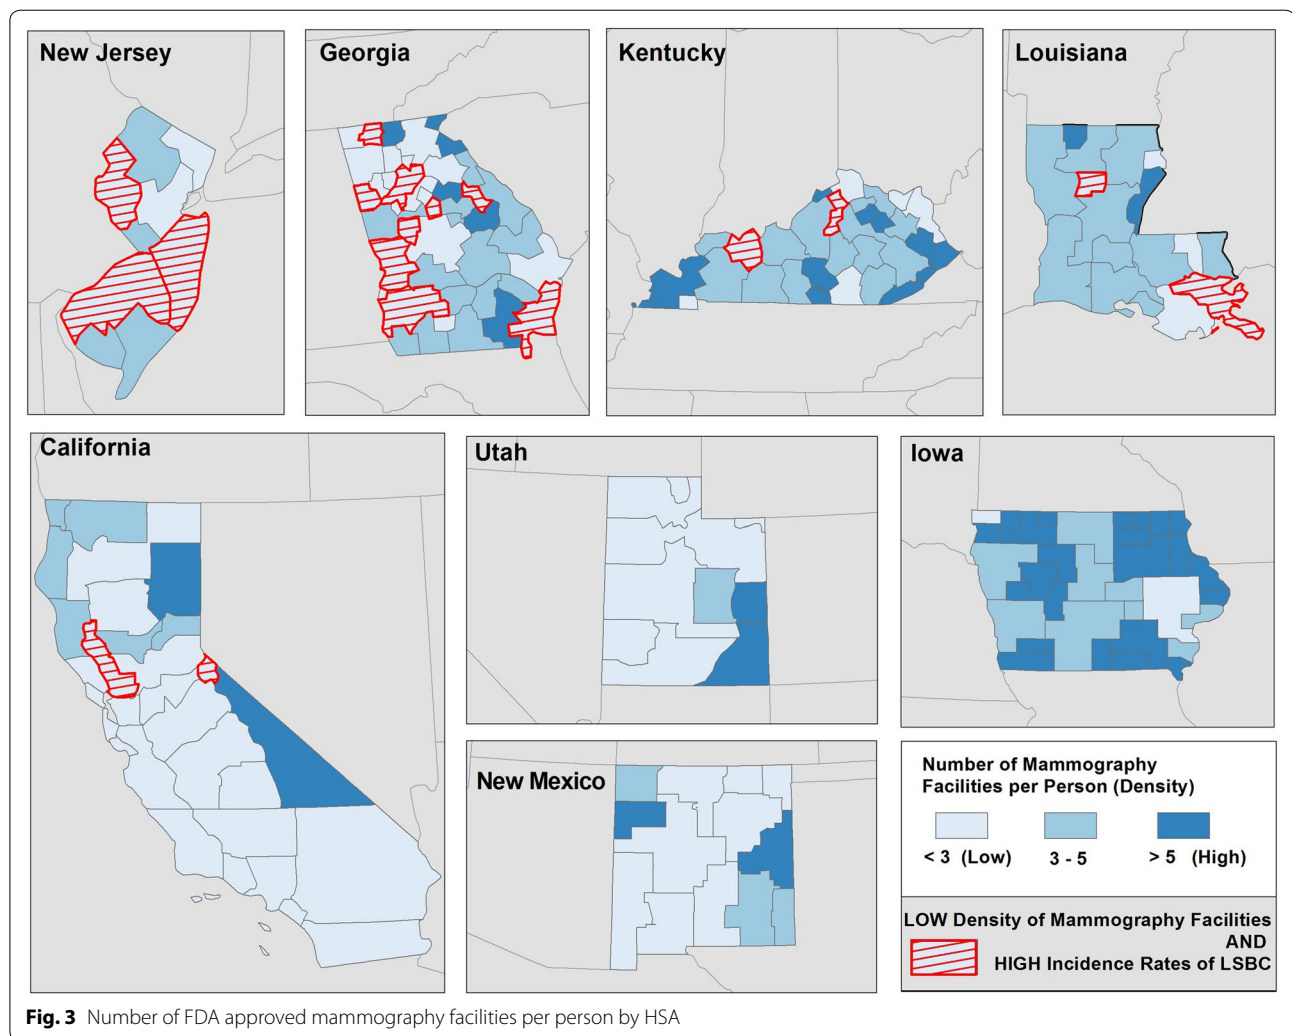 New Jersey
Georgia
Kentucky
Louisiana
California
Utah
Iowa
New Mexico
Number of Mammography
Facilities per Person (Density)
< 3 (Low)
3 - 5
> 5 (High)
LOW Density of Mammography Facilities
AND
HIGH Incidence Rates of LSBC
Fig. 3 Number of FDA approved mammography facilities per person by HSA